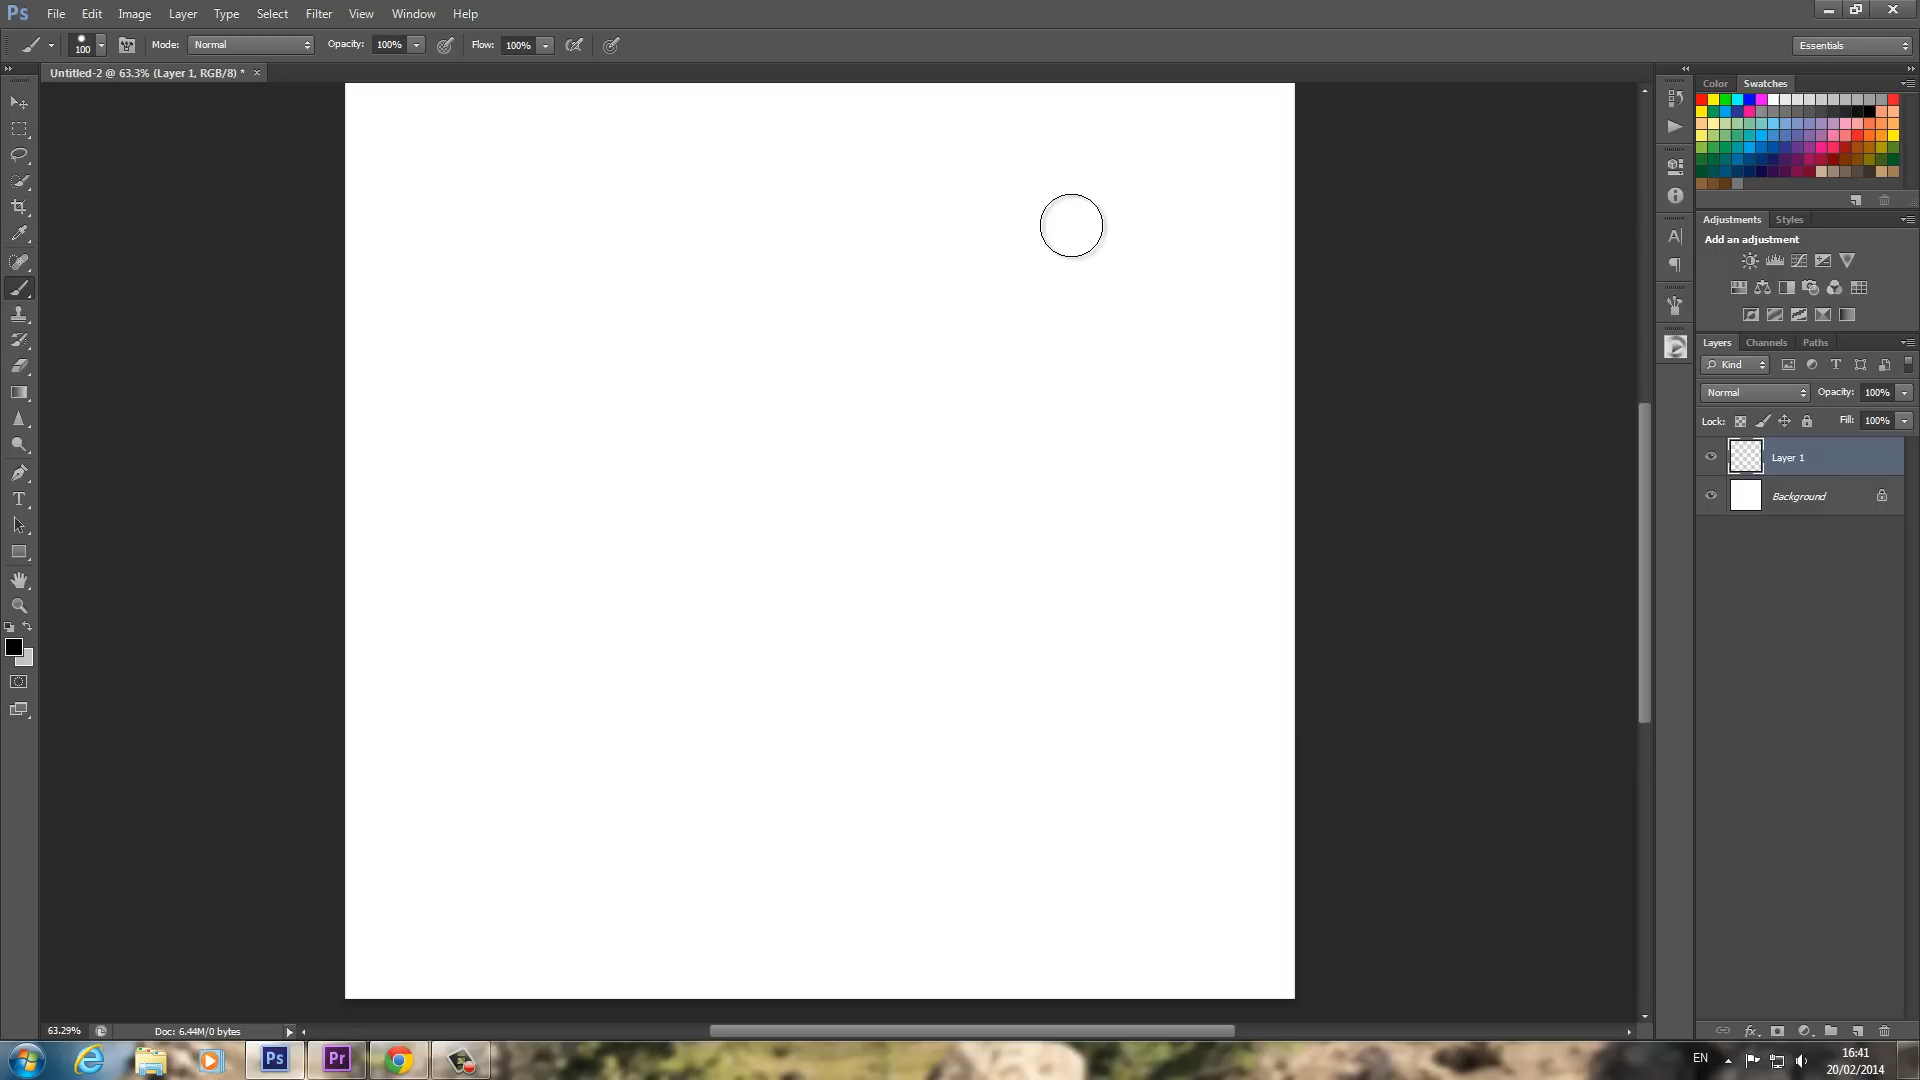 Ps File Edit Image Layer Type Select Filter View Window Help
100 Mode: Normal Opacity: 100% Flow: 100% Essentials
Untitled-2 @ 63.3% (Layer 1, RGB/8) * ×
Color Swatches
Adjustments Styles
Add an adjustment
Layers Channels Paths
Kind
Normal Opacity: 100%
Lock: Fill: 100%
Layer 1
Background
63.29% Doc: 6.44M/0 bytes
Ps Pr EN 16:41
20/02/2014